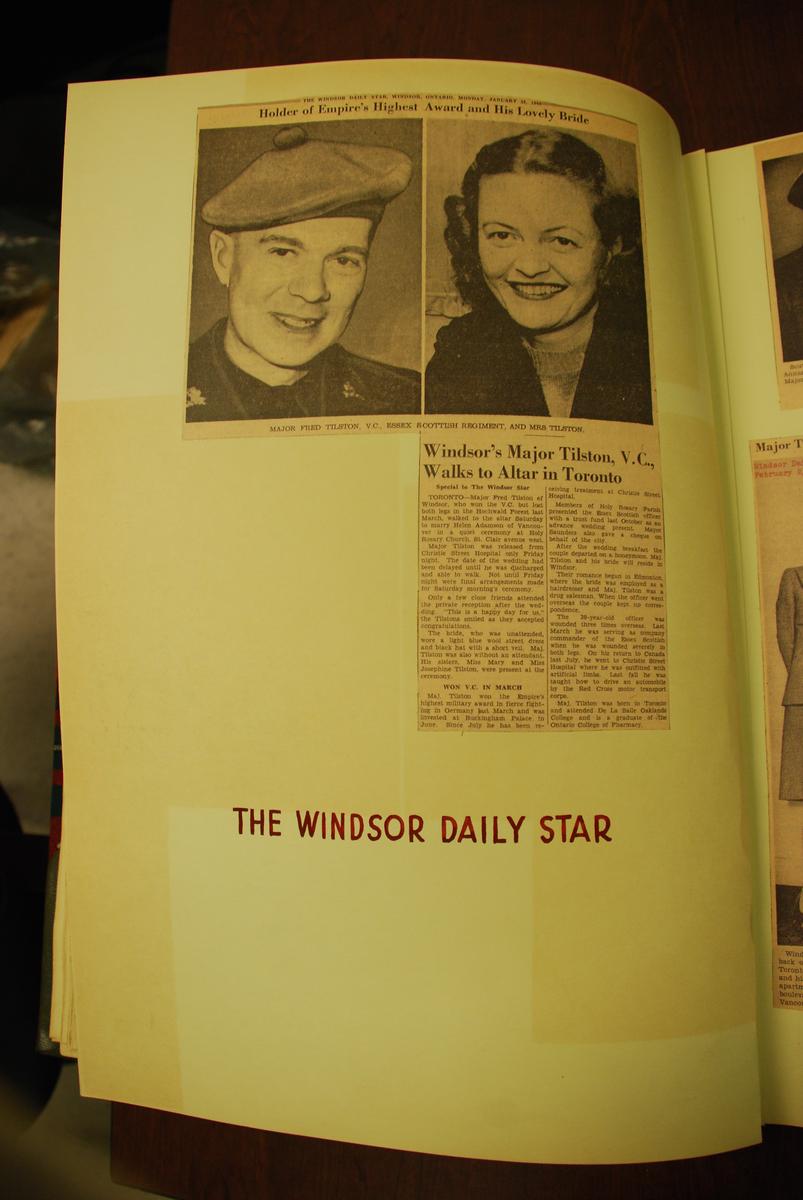 THE WINDSOR DAILY STAR, WINDSOR, ONTARIO, MONDAY, JANUARY
Holder of Empire's Highest Award and His Lovely Bride
MAJOR FRED TILSTON, V.C., ESSEX SCOTTISH REGIMENT, AND MRS TILSTON.
Windsor's Major Tilston, V.C.,
Walks to Altar in Toronto
Special to The Windsor Star
TORONTO—Major Fred Tilston of
Windsor, who won the V.C. but lost
both legs in the Hochwald Forest last
March, walked to the altar Saturday
to marry Helen Adamson of Vancou-
ver in a quiet ceremony at Holy
Rosary Church, St. Clair avenue west.
Major Tilston was released from
Christie Street Hospital only Friday
night. The date of the wedding had
been delayed until he was discharged
and able to walk. Not until Friday
night were final arrangements made
for Saturday morning's ceremony.
Only a few close friends attended
the private reception after the wed-
ding. "This is a happy day for us,"
the Tilstons smiled as they accepted
congratulations.
The bride, who was unattended,
wore a light blue wool street dress
and black hat with a short veil. Maj.
Tilston was also without an attendant.
His sisters, Miss Mary and Miss
Josephine Tilston, were present at the
ceremony.
WON V.C. IN MARCH
Maj. Tilston won the Empire's
highest military award in fierce fight-
ing in Germany last March and was
invested at Buckingham Palace in
June. Since July he has been re-
ceiving treatment at Christie Street
Hospital.
Members of Holy Rosary Parish
presented the Essex Scottish officer
with a trust fund last October as an
advance wedding present. Mayor
Saunders also gave a cheque on
behalf of the city.
After the wedding breakfast the
couple departed on a honeymoon. Maj.
Tilston and his bride will reside in
Windsor.
Their romance began in Edmonton,
where the bride was employed as a
hairdresser and Maj. Tilston was a
drug salesman. When the officer went
overseas the couple kept up corres-
pondence.
The 39-year-old officer was
wounded three times overseas. Last
March he was serving as company
commander of the Essex Scottish
when he was wounded severely in
both legs. On his return to Canada
last July, he went to Christie Street
Hospital where he was outfitted with
artificial limbs. Last fall he was
taught how to drive an automobile
by the Red Cross motor transport
corps.
Maj. Tilston was born in Toronto
and attended De La Salle Oaklands
College and is a graduate of the
Ontario College of Pharmacy.
THE WINDSOR DAILY STAR
Major T
Windsor Da
February
Wind
back o
Toront
and hi
apartm
boulev
Vanco